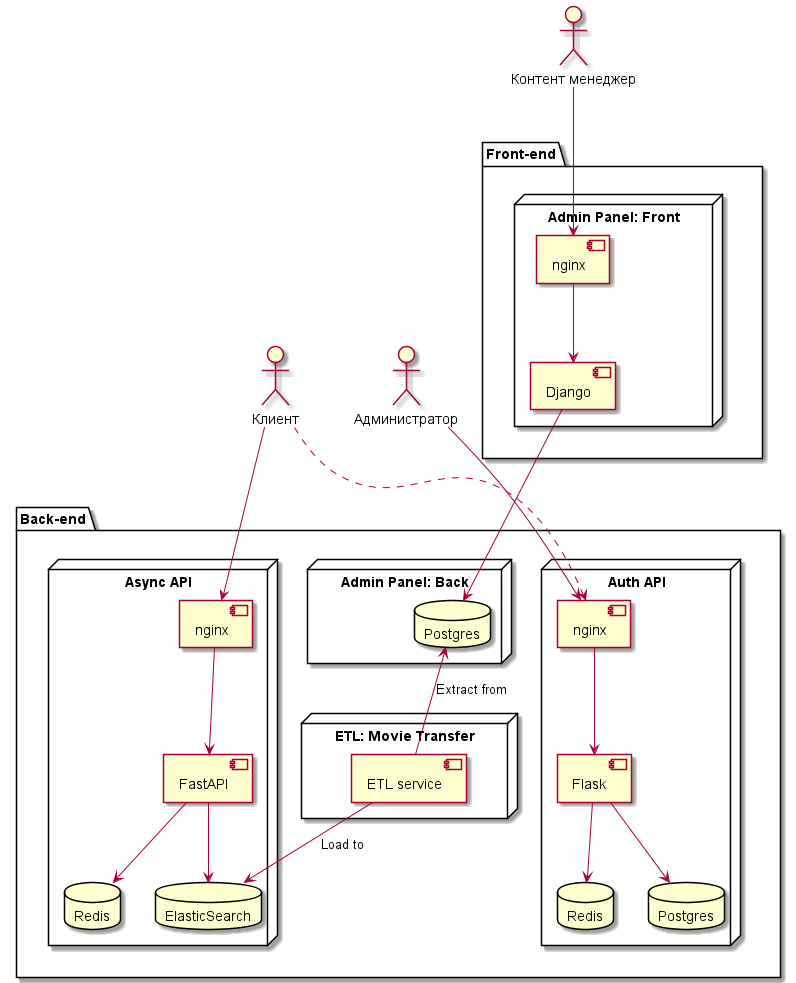 Контент менеджер
Front-end
Admin Panel: Front
nginx
Django
Клиент
Администратор
Back-end
Async API
nginx
FastAPI
Redis
ElasticSearch
Admin Panel: Back
Postgres
Extract from
ETL: Movie Transfer
ETL service
Load to
Auth API
nginx
Flask
Redis
Postgres